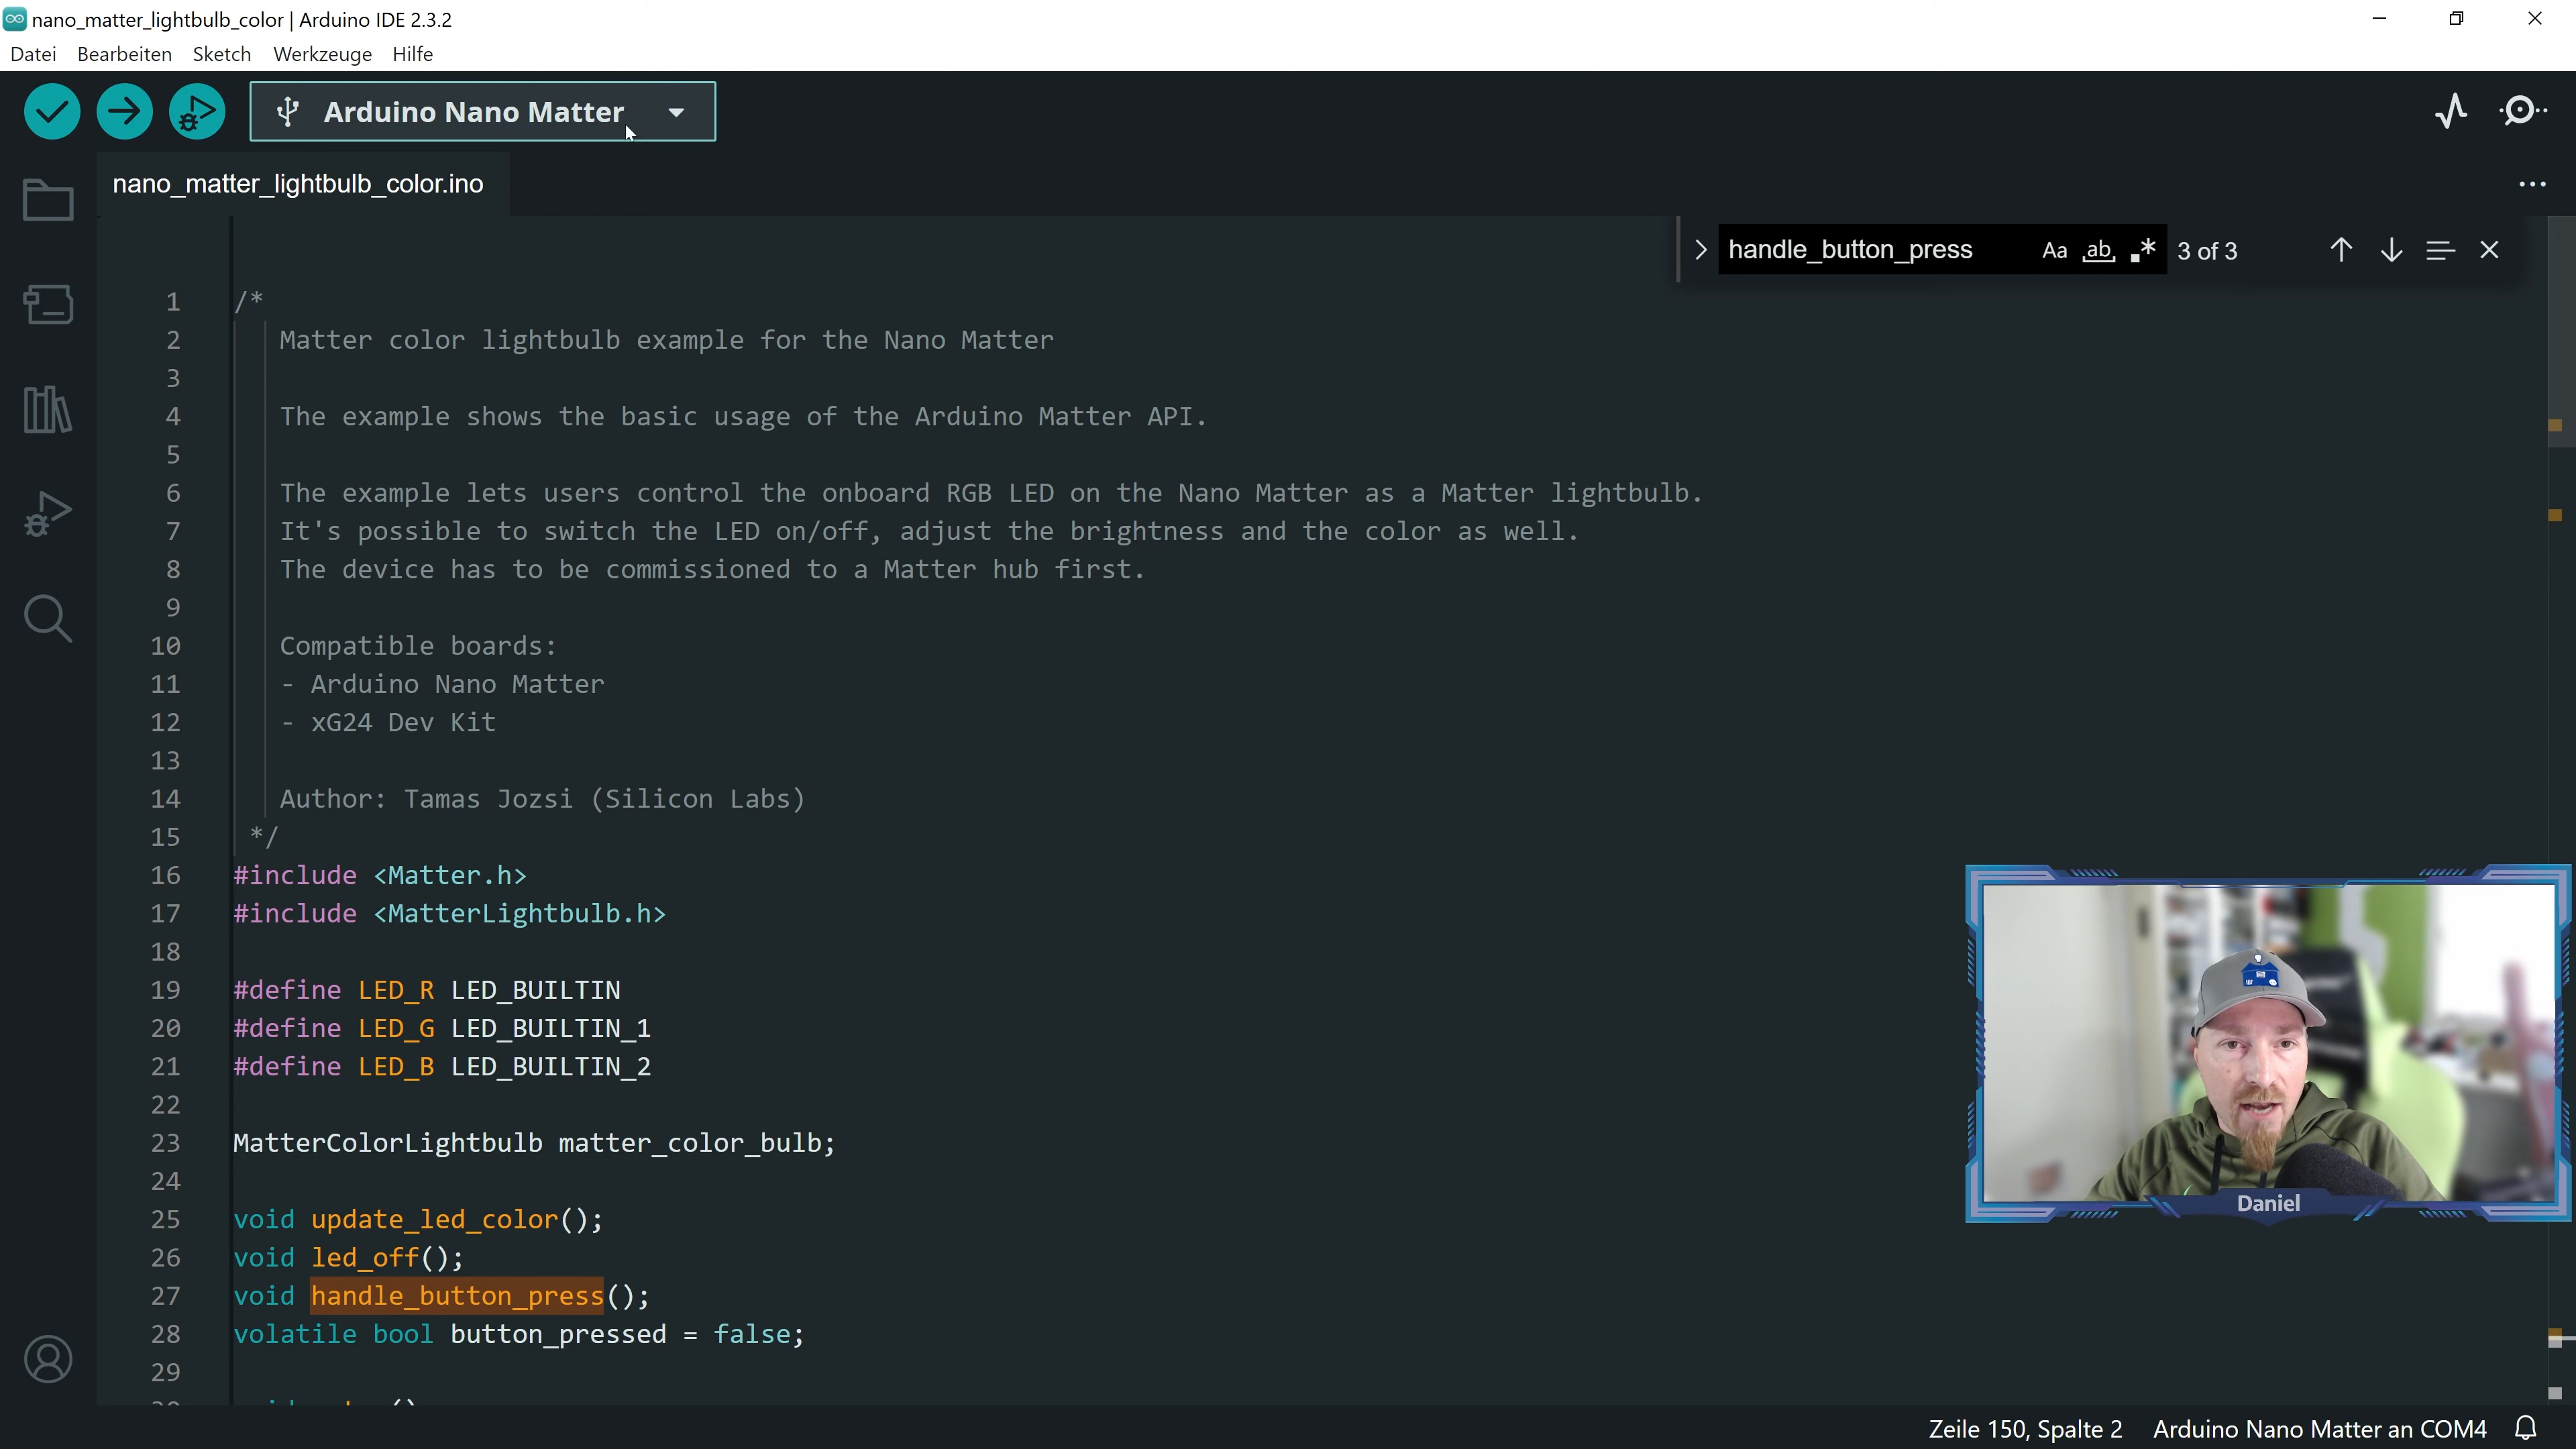 nano_matter_lightbulb_color | Arduino IDE 2.3.2
Datei Bearbeiten Sketch Werkzeuge Hilfe
Arduino Nano Matter
nano_matter_lightbulb_color.ino
handle_button_press Aa ab 3 of 3
1 /*
2 Matter color lightbulb example for the Nano Matter
3
4 The example shows the basic usage of the Arduino Matter API.
5
6 The example lets users control the onboard RGB LED on the Nano Matter as a Matter lightbulb.
7 It's possible to switch the LED on/off, adjust the brightness and the color as well.
8 The device has to be commissioned to a Matter hub first.
9
10 Compatible boards:
11 - Arduino Nano Matter
12 - xG24 Dev Kit
13
14 Author: Tamas Jozsi (Silicon Labs)
15 */
16 #include <Matter.h>
17 #include <MatterLightbulb.h>
18
19 #define LED_R LED_BUILTIN
20 #define LED_G LED_BUILTIN_1
21 #define LED_B LED_BUILTIN_2
22
23 MatterColorLightbulb matter_color_bulb;
24
25 void update_led_color();
26 void led_off();
27 void handle_button_press();
28 volatile bool button_pressed = false;
29
Daniel
Zeile 150, Spalte 2 Arduino Nano Matter an COM4